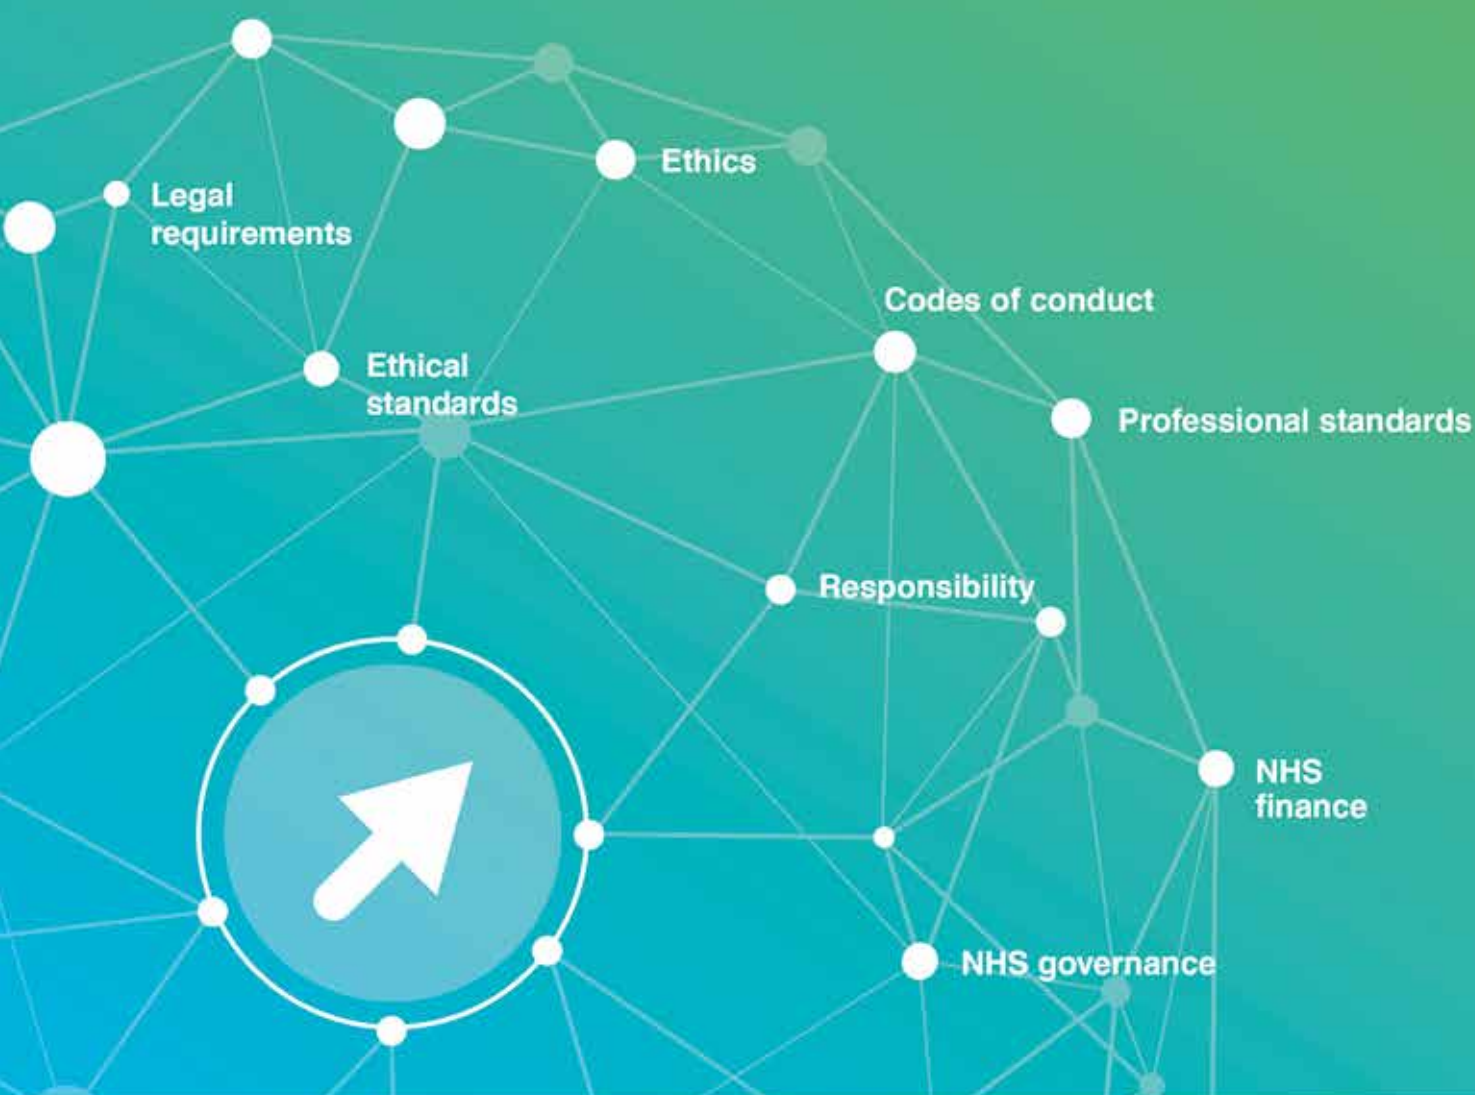 Ethics
Legal
requirements
Codes of conduct
Ethical
standards
Professional standards
Responsibility
NHS
finance
NHS governance